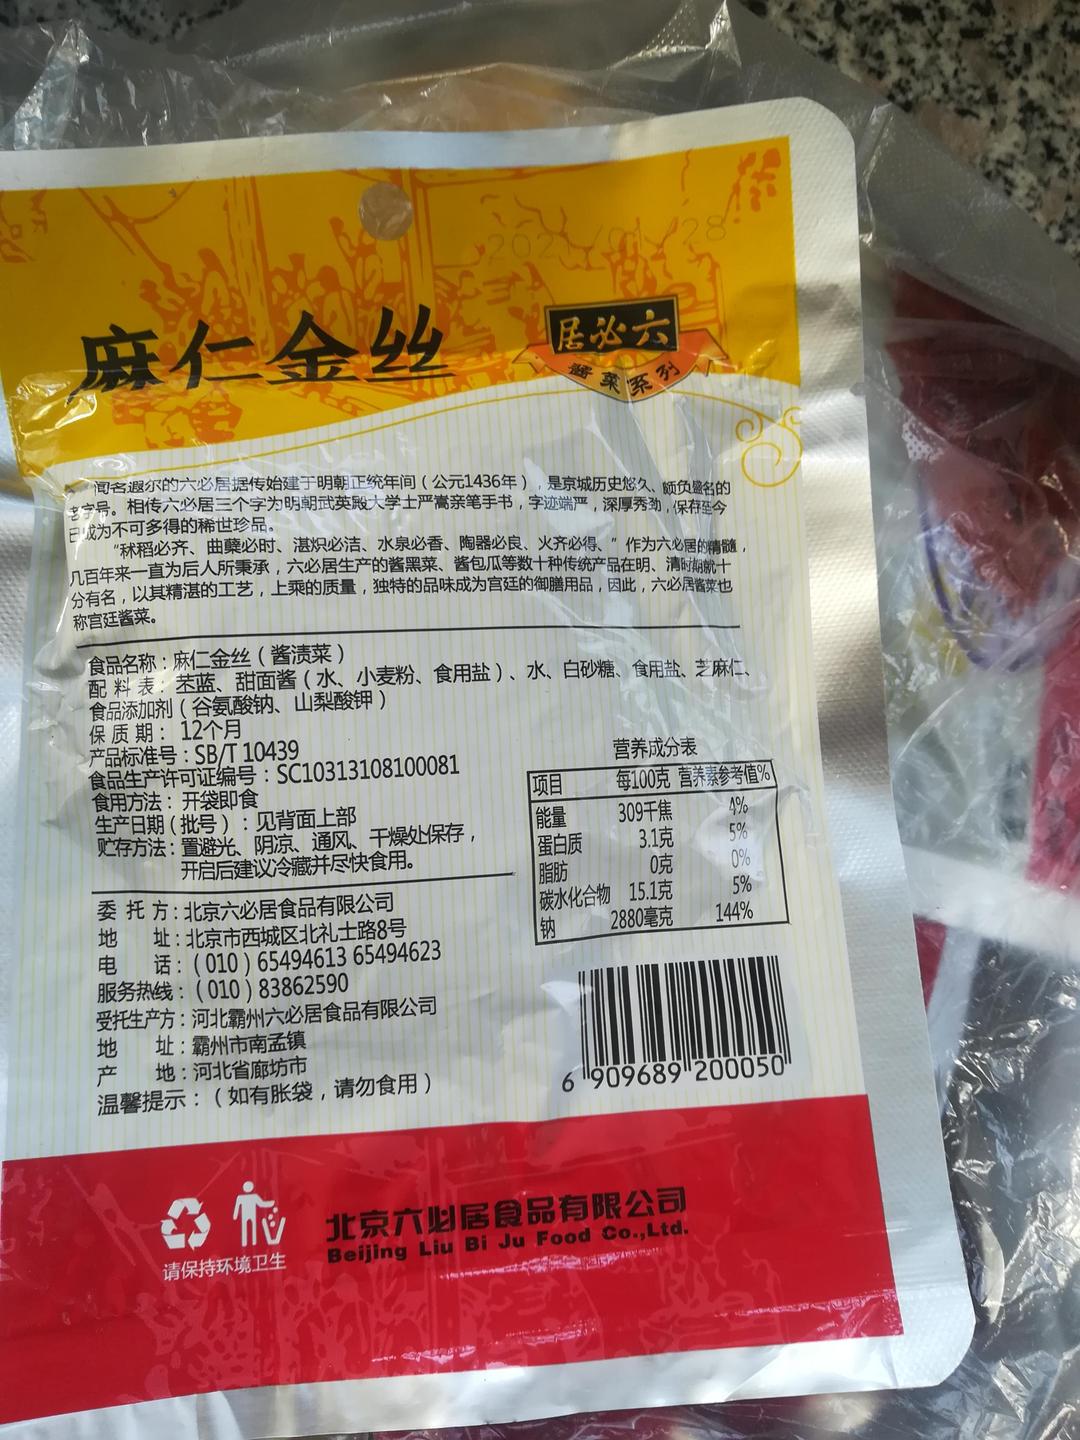 麻仁金丝
居必六
酱菜系列
闻名遐尔的六必居据传始建于明朝正统年间（公元1436年），是京城历史悠久、颇负盛名的
老字号。相传六必居三个字为明朝武英殿大学士严嵩亲笔手书，字迹端严，深厚秀劲，保存至今
已成为不可多得的稀世珍品。
“秫稻必齐、曲蘖必时、湛炽必洁、水泉必香、陶器必良、火齐必得、”作为六必居的精髓，
几百年来一直为后人所秉承，六必居生产的酱黑菜、酱包瓜等数十种传统产品在明、清时期就十
分有名，以其精湛的工艺，上乘的质量，独特的品味成为宫廷的御膳用品，因此，六必居酱菜也
称宫廷酱菜。
食品名称：麻仁金丝（酱渍菜）
配 料 表：苤蓝、甜面酱（水、小麦粉、食用盐）、水、白砂糖、食用盐、芝麻仁、
食品添加剂（谷氨酸钠、山梨酸钾）
保 质 期：12个月
产品标准号：SB/T 10439
食品生产许可证编号：SC10313108100081
食用方法：开袋即食
生产日期（批号）：见背面上部
贮存方法：置避光、阴凉、通风、干燥处保存，
开启后建议冷藏并尽快食用。
营养成分表
项目 每100克 营养素参考值%
能量 309千焦 4%
蛋白质 3.1克 5%
脂肪 0克 0%
碳水化合物 15.1克 5%
钠 2880毫克 144%
委 托 方：北京六必居食品有限公司
地 址：北京市西城区北礼士路8号
电 话：（010）65494613 65494623
服务热线：（010）83862590
受托生产方：河北霸州六必居食品有限公司
地 址：霸州市南孟镇
产 地：河北省廊坊市
温馨提示：（如有胀袋，请勿食用）
6 909689 200050
请保持环境卫生
北京六必居食品有限公司
Beijing Liu Bi Ju Food Co.,Ltd.